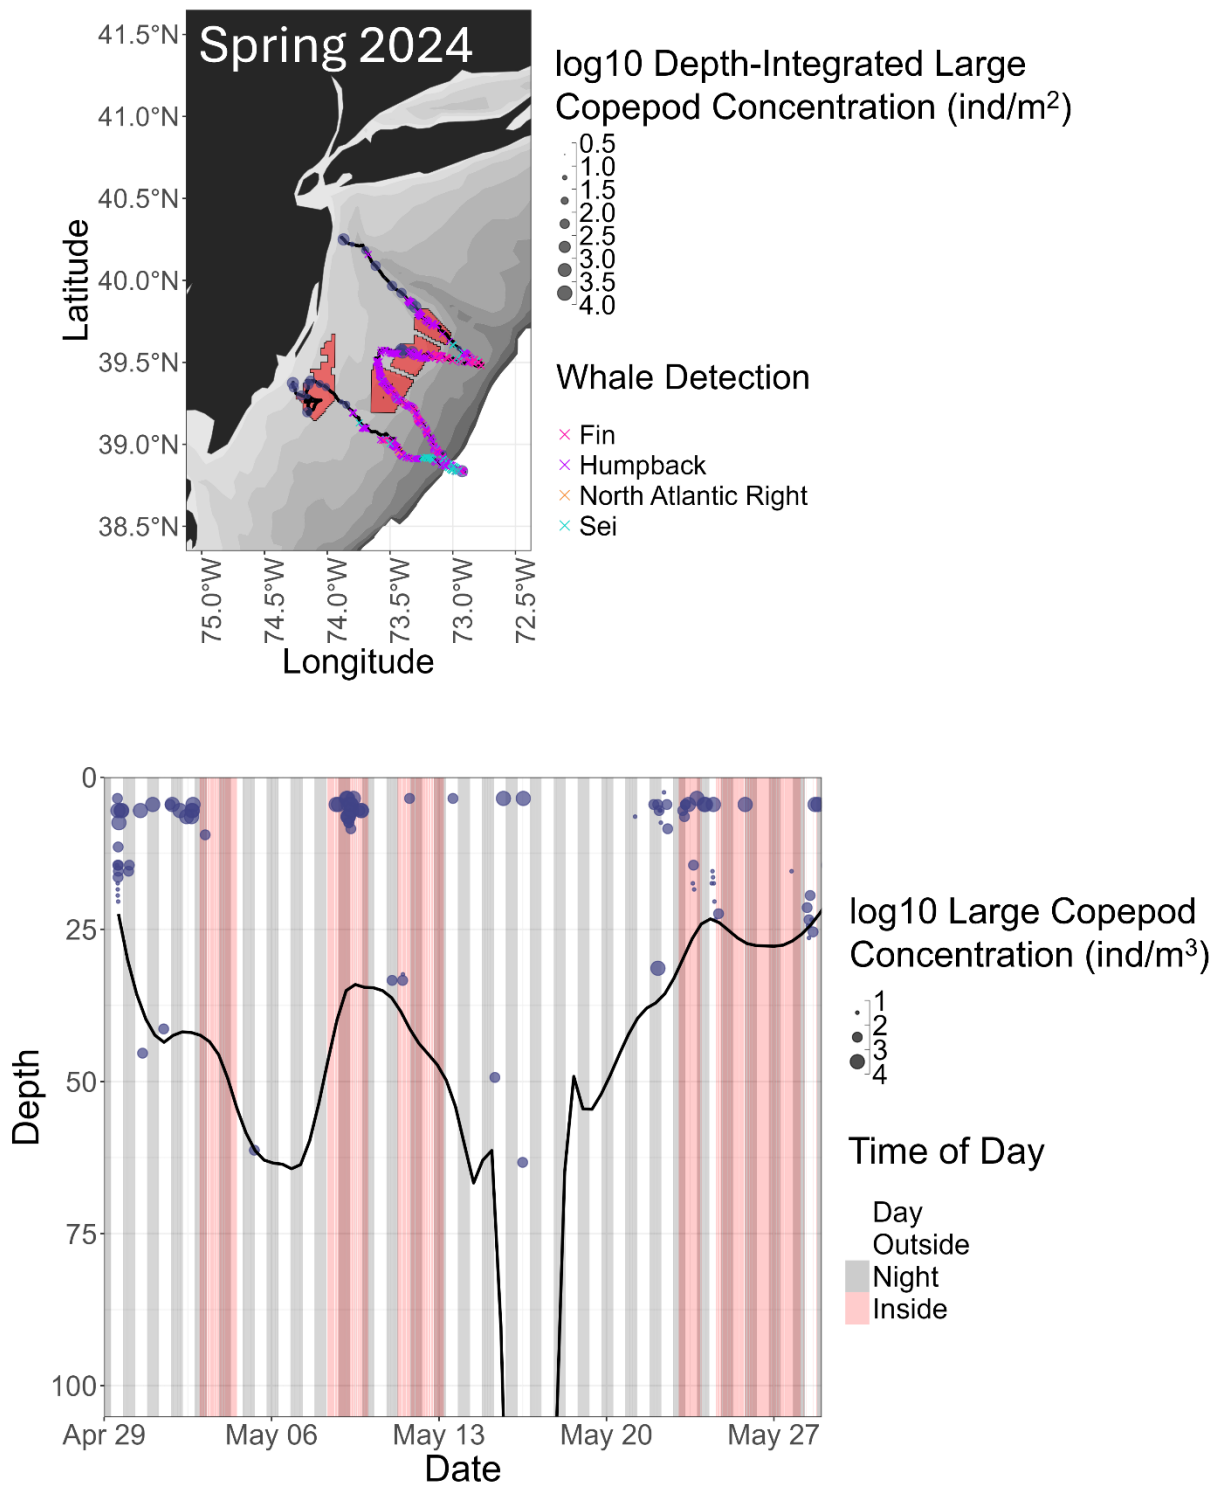 Spring 2024
41.5°N
41.0°N
40.5°N
40.0°N
39.5°N
39.0°N
38.5°N
Latitude
75.0°W
74.5°W
74.0°W
73.5°W
73.0°W
72.5°W
Longitude
log10 Depth-Integrated Large
Copepod Concentration (ind/m²)
0.5
1.0
1.5
2.0
2.5
3.0
3.5
4.0
Whale Detection
Fin
Humpback
North Atlantic Right
Sei
0
25
50
75
100
Depth
Apr 29
May 06
May 13
May 20
May 27
Date
log10 Large Copepod
Concentration (ind/m³)
1
2
3
4
Time of Day
Day
Outside
Night
Inside